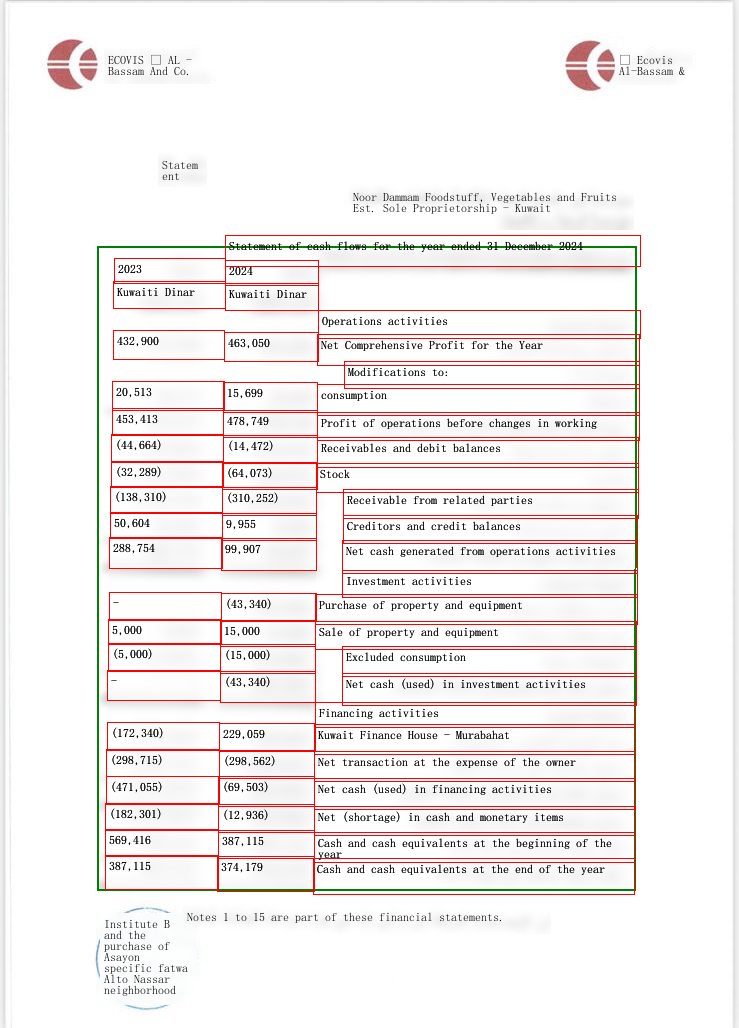 ECOVIS □ AL -
Bassam And Co.
□ Ecovis
Al-Bassam &
Statem
ent
Noor Dammam Foodstuff, Vegetables and Fruits
Est. Sole Proprietorship - Kuwait
Statement of cash flows for the year ended 31 December 2024
2023 2024
Kuwaiti Dinar Kuwaiti Dinar
Operations activities
432,900 463,050 Net Comprehensive Profit for the Year
Modifications to:
20,513 15,699 consumption
453,413 478,749 Profit of operations before changes in working
(44,664) (14,472) Receivables and debit balances
(32,289) (64,073) Stock
(138,310) (310,252) Receivable from related parties
50,604 9,955 Creditors and credit balances
288,754 99,907 Net cash generated from operations activities
Investment activities
- (43,340) Purchase of property and equipment
5,000 15,000 Sale of property and equipment
(5,000) (15,000) Excluded consumption
- (43,340) Net cash (used) in investment activities
Financing activities
(172,340) 229,059 Kuwait Finance House - Murabahat
(298,715) (298,562) Net transaction at the expense of the owner
(471,055) (69,503) Net cash (used) in financing activities
(182,301) (12,936) Net (shortage) in cash and monetary items
569,416 387,115 Cash and cash equivalents at the beginning of the
year
387,115 374,179 Cash and cash equivalents at the end of the year
Notes 1 to 15 are part of these financial statements.
Institute B
and the
purchase of
Asayon
specific fatwa
Alto Nassar
neighborhood